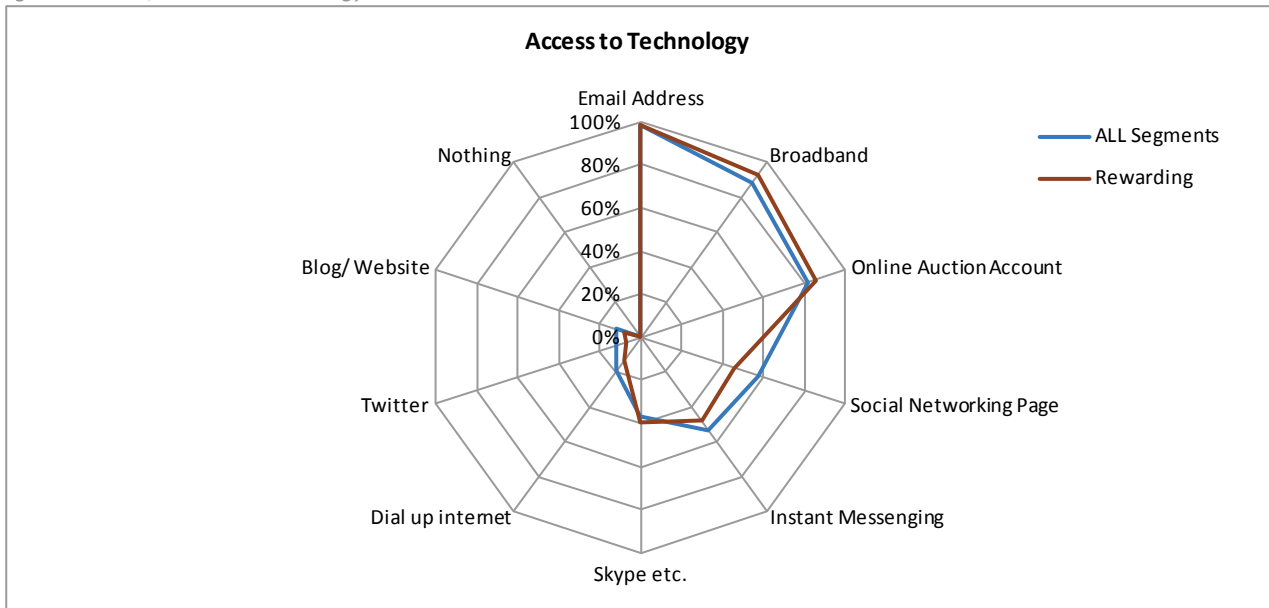 Access to Technology
Email Address
100%
Nothing
Broadband
80%
60%
40%
20%
0%
Blog/ Website
Online Auction Account
Twitter
Social Networking Page
Dial up internet
Instant Messenging
Skype etc.
ALL Segments
Rewarding